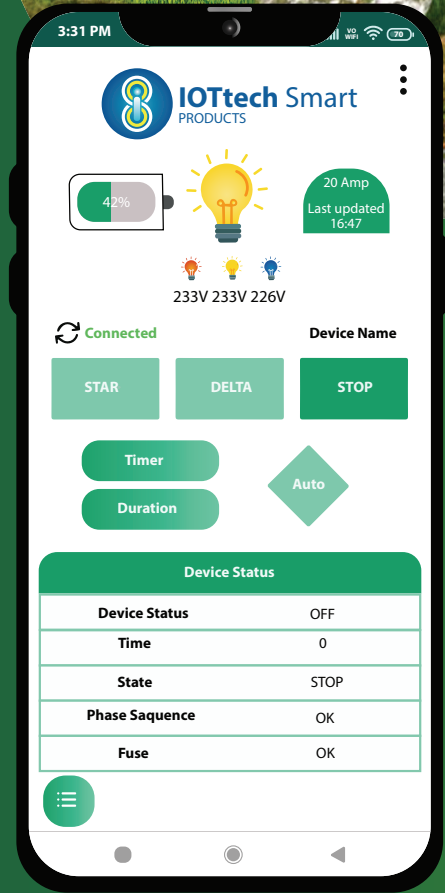 3:31 PM
VO
WIFI
70
IOTtech Smart
PRODUCTS
42%
20 Amp
Last updated
16:47
233V 233V 226V
Connected
Device Name
STAR
DELTA
STOP
Timer
Auto
Duration
Device Status
Device Status OFF
Time 0
State STOP
Phase Saquence OK
Fuse OK